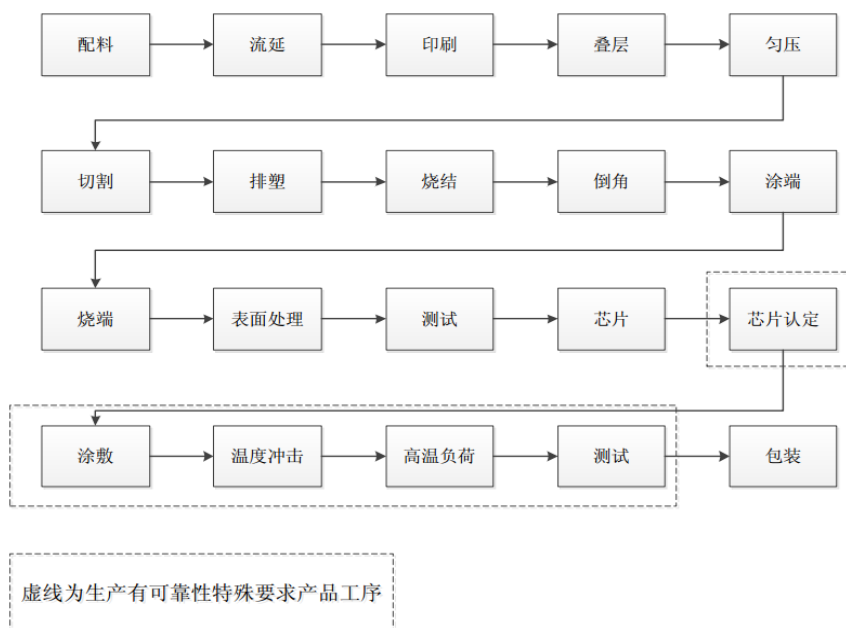 配料 流延 印刷 叠层 匀压
切割 排塑 烧结 倒角 涂端
烧端 表面处理 测试 芯片 芯片认定
涂敷 温度冲击 高温负荷 测试 包装
虚线为生产有可靠性特殊要求产品工序